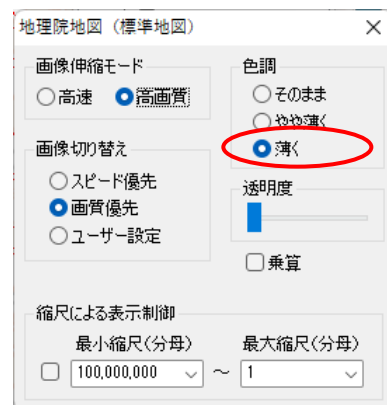 地理院地図（標準地図）
画像伸縮モード
高速 高画質
色調
そのまま
やや薄く
薄く
画像切り替え
スピード優先
画質優先
ユーザー設定
透明度
乗算
縮尺による表示制御
最小縮尺(分母) 最大縮尺(分母)
100,000,000 ～ 1